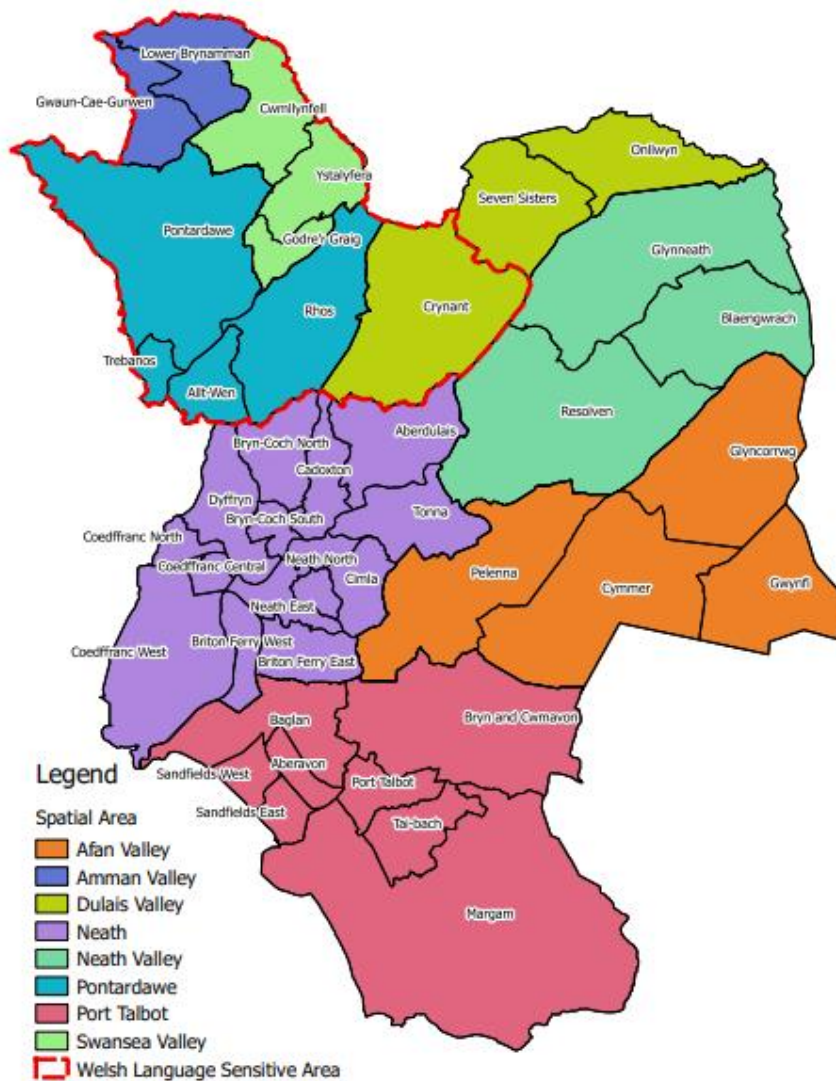 Lower Brynamman
Gwaun-Cae-Gurwen
Cwmllynfell
Onllwyn
Ystalyfera
Seven Sisters
Pontardawe
Godre'r Graig
Glynneath
Rhos
Crynant
Blaengwrach
Trebanos
Allt-Wen
Resolven
Aberdulais
Bryn-Coch North
Glyncorrwg
Cadoxton
Dyffryn
Tonna
Bryn-Coch South
Coedffranc North
Neath North
Coedffranc Central
Cimla
Pelenna
Gwynfi
Cymmer
Neath East
Briton Ferry West
Coedffranc West
Briton Ferry East
Baglan
Bryn and Cwmavon
Aberavon
Sandfields West
Port Talbot
Sandfields East
Tai-bach
Margam
Legend
Spatial Area
Afan Valley
Amman Valley
Dulais Valley
Neath
Neath Valley
Pontardawe
Port Talbot
Swansea Valley
Welsh Language Sensitive Area